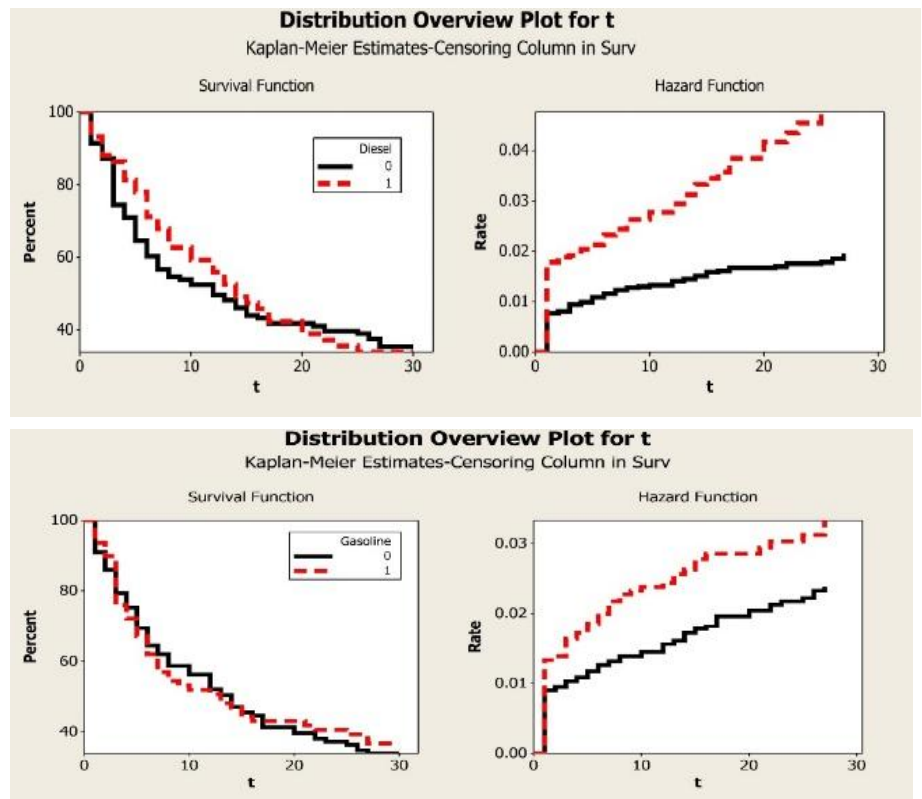 Distribution Overview Plot for t
Kaplan-Meier Estimates-Censoring Column in Surv
Survival Function
Hazard Function
Percent
100
80
60
40
0
10
20
30
t
Diesel
0
1
Rate
0.04
0.03
0.02
0.01
0.00
0
10
20
30
t
Distribution Overview Plot for t
Kaplan-Meier Estimates-Censoring Column in Surv
Survival Function
Hazard Function
Percent
100
80
60
40
0
10
20
30
t
Gasoline
0
1
Rate
0.03
0.02
0.01
0.00
0
10
20
30
t